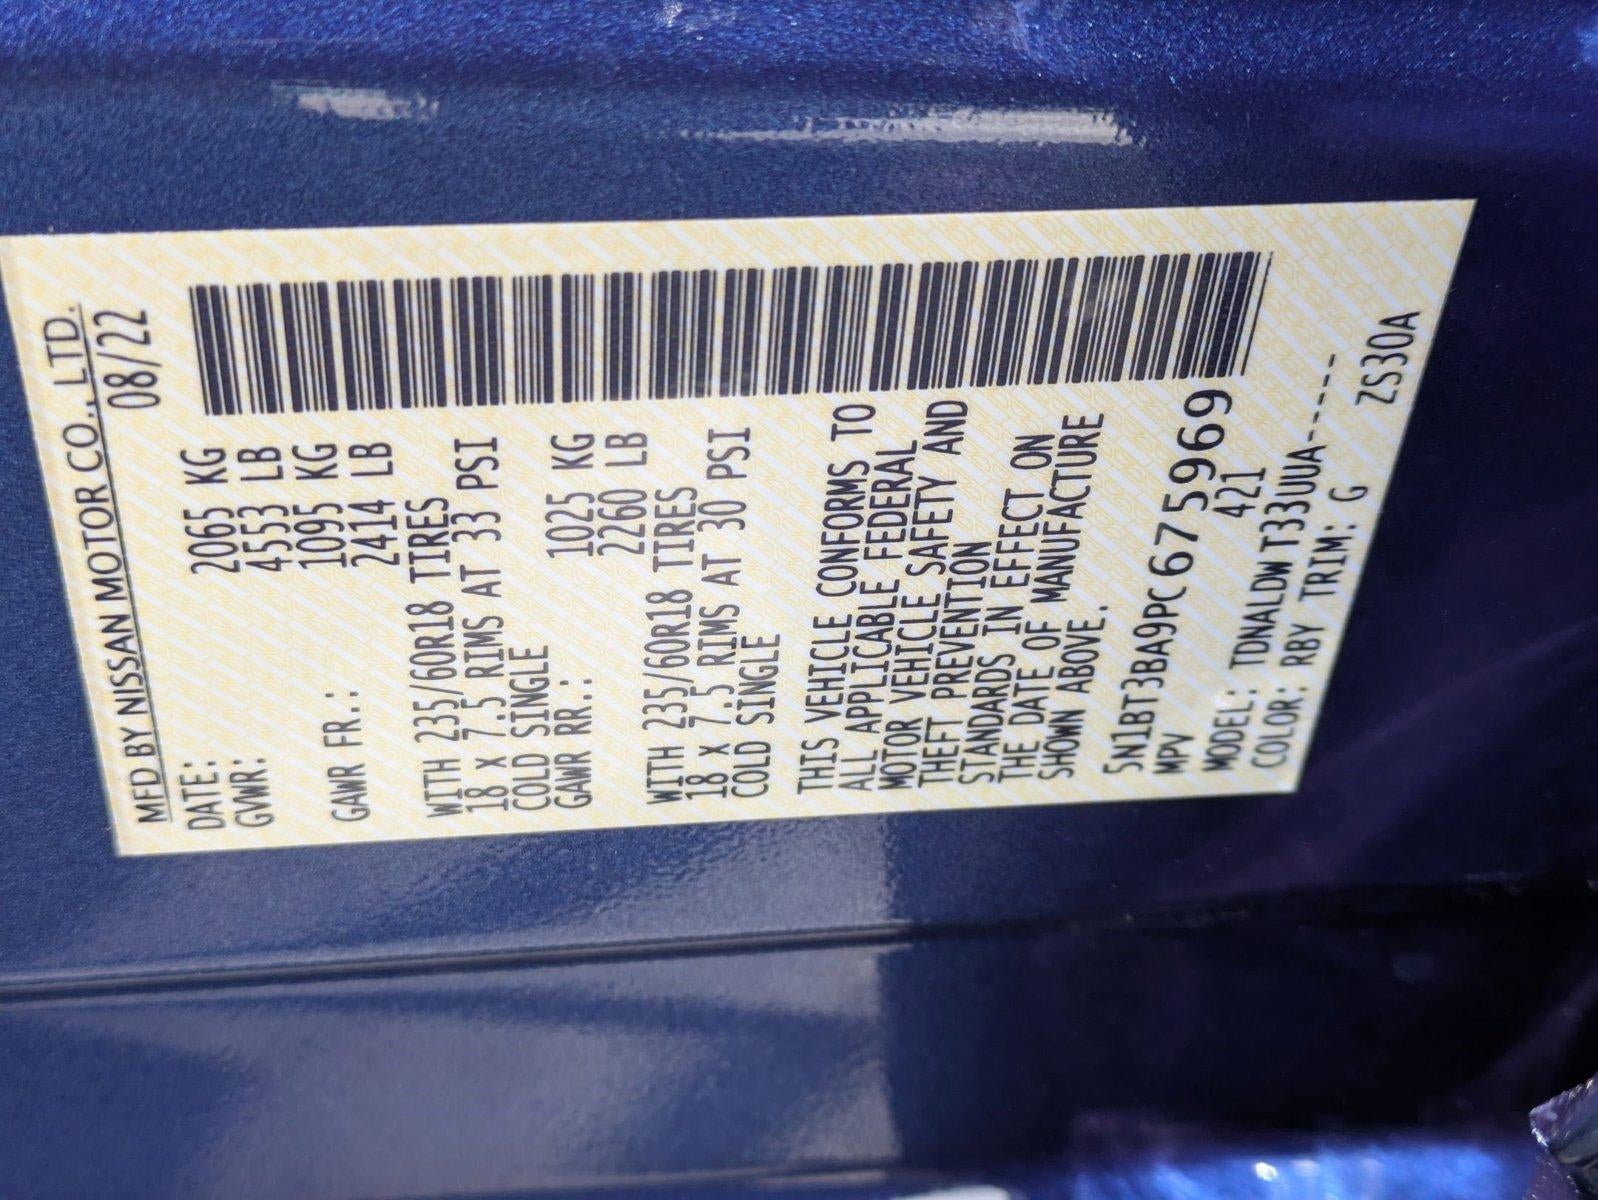 MFD BY NISSAN MOTOR CO., LTD.
DATE: 08/22
GVWR: 2065 KG
4553 LB
1095 KG
GAWR FR.: 2414 LB
WITH 235/60R18 TIRES
18 x 7.5 RIMS AT 33 PSI
COLD SINGLE
GAWR RR.: 1025 KG
2260 LB
WITH 235/60R18 TIRES
18 x 7.5 RIMS AT 30 PSI
COLD SINGLE
THIS VEHICLE CONFORMS TO
ALL APPLICABLE FEDERAL
MOTOR VEHICLE SAFETY AND
THEFT PREVENTION
STANDARDS IN EFFECT ON
THE DATE OF MANUFACTURE
SHOWN ABOVE.
5N1BT3BA9PC675969
MPV 421
MODEL: TDNALDW T33UUA-----
COLOR: RBY TRIM: G ZS30A